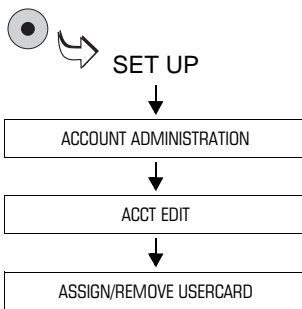 SET UP
ACCOUNT ADMINISTRATION
ACCT EDIT
ASSIGN/REMOVE USERCARD